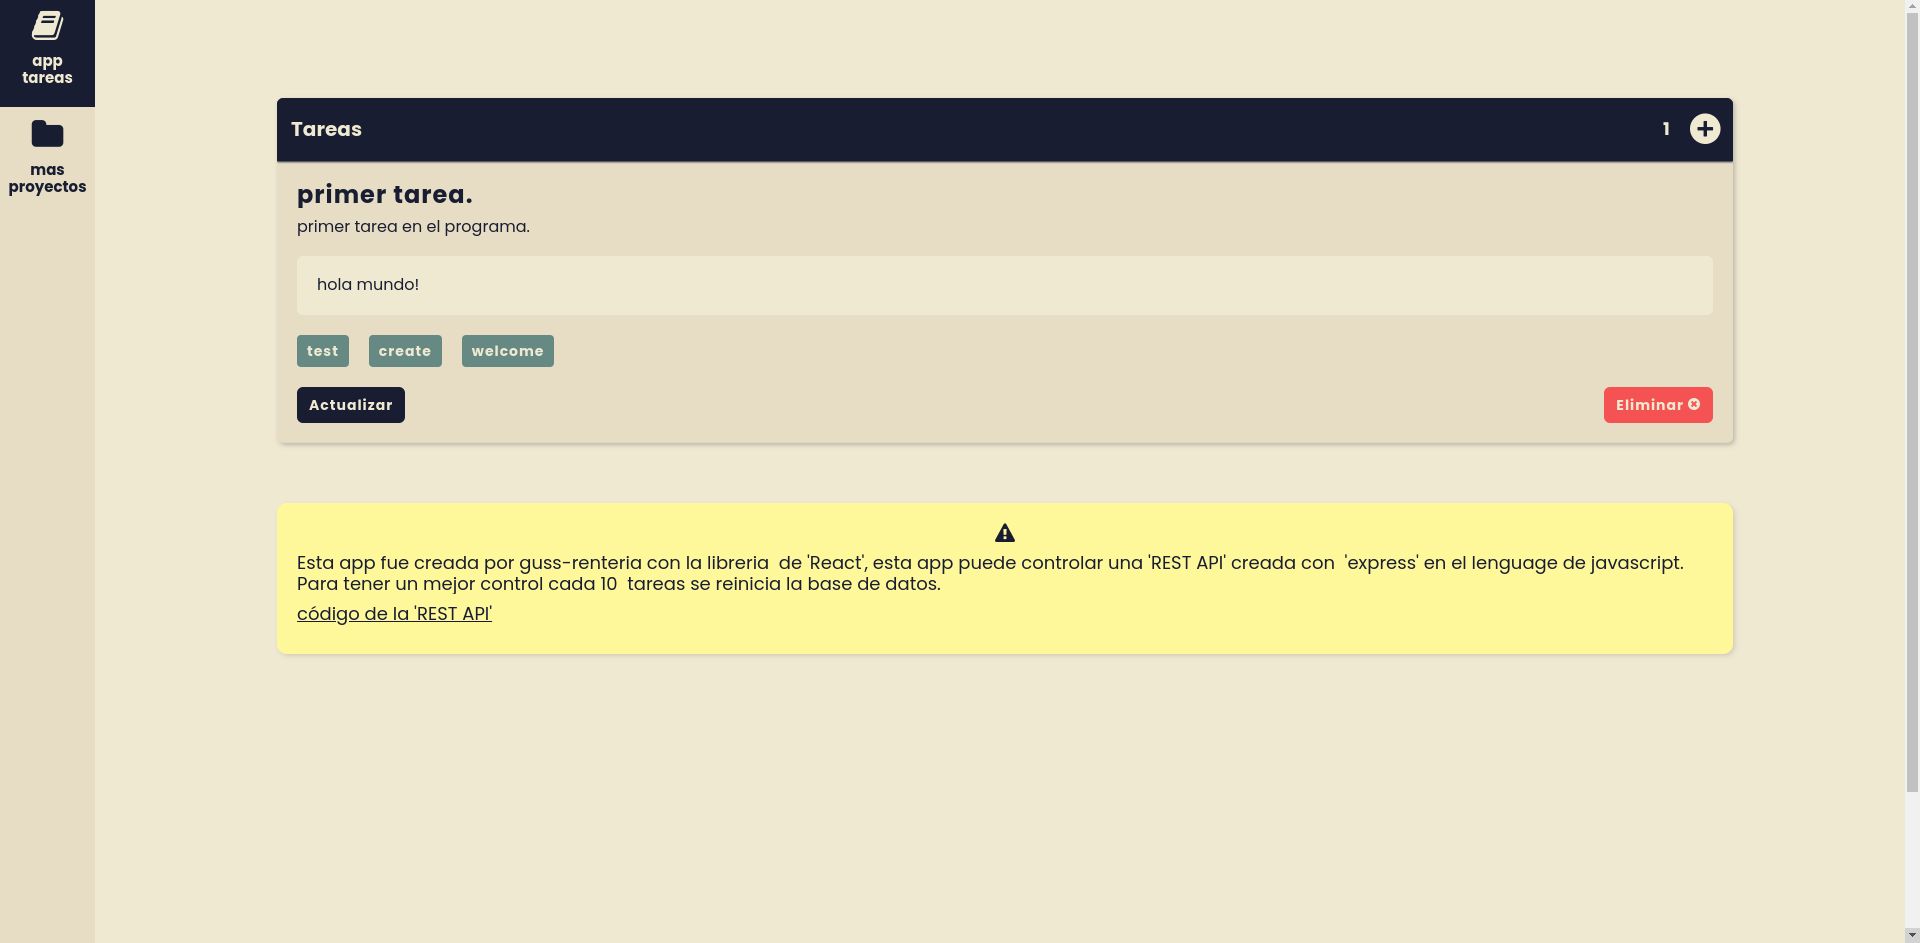 app
tareas
mas
proyectos
Tareas 1
primer tarea.
primer tarea en el programa.
hola mundo!
test create welcome
Actualizar Eliminar
Esta app fue creada por guss-renteria con la libreria  de 'React', esta app puede controlar una 'REST API' creada con  'express' en el lenguage de javascript.
Para tener un mejor control cada 10  tareas se reinicia la base de datos.
código de la 'REST API'